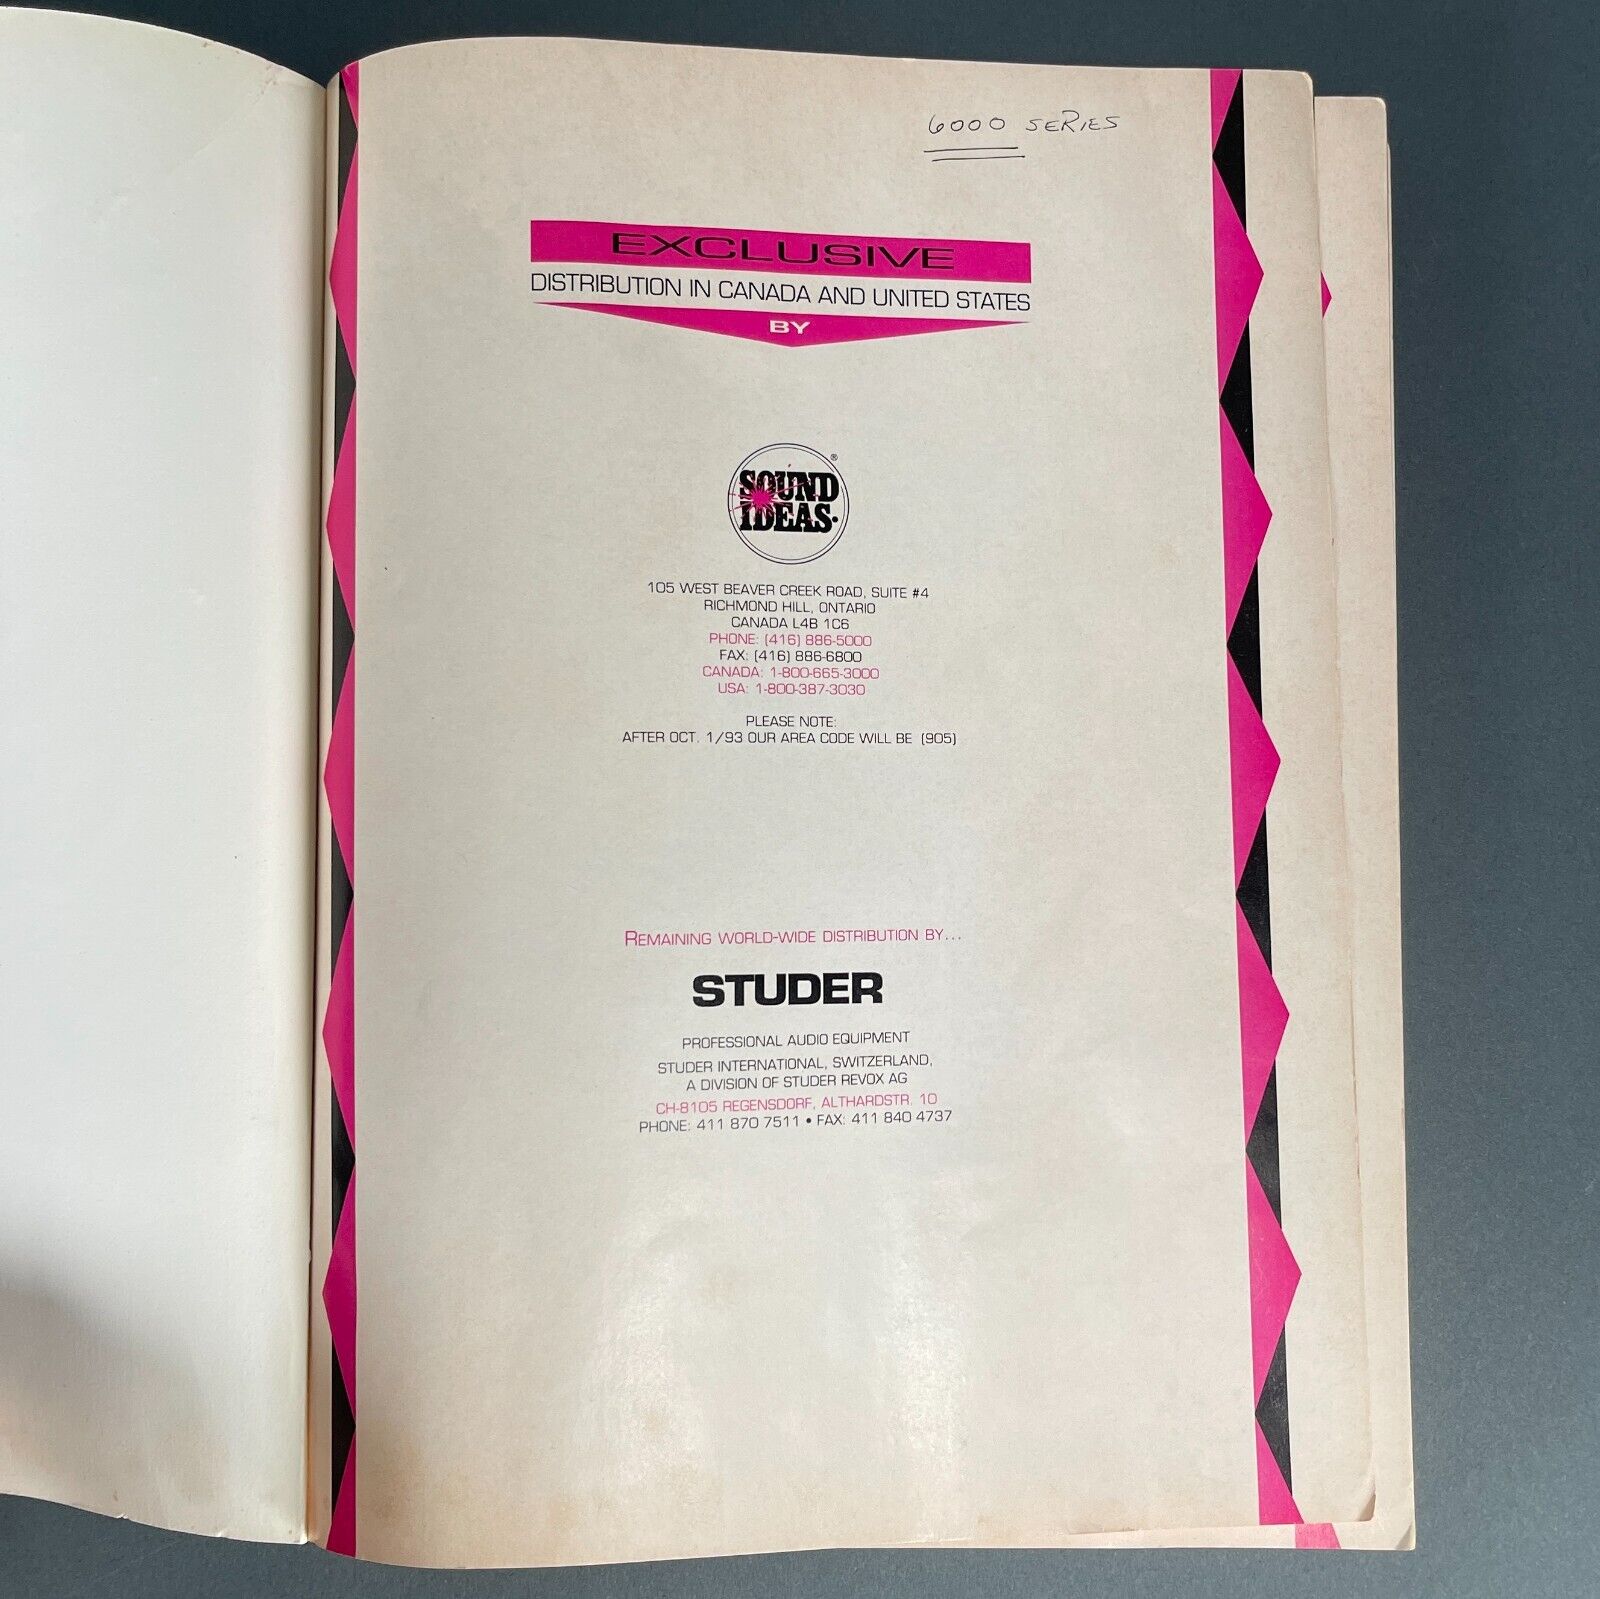 6000 SERIES
EXCLUSIVE
DISTRIBUTION IN CANADA AND UNITED STATES
BY
SOUND
IDEAS.
®
105 WEST BEAVER CREEK ROAD, SUITE #4
RICHMOND HILL, ONTARIO
CANADA L4B 1C6
PHONE: (416) 886-5000
FAX: (416) 886-6800
CANADA: 1-800-665-3000
USA: 1-800-387-3030
PLEASE NOTE:
AFTER OCT. 1/93 OUR AREA CODE WILL BE (905)
REMAINING WORLD-WIDE DISTRIBUTION BY...
STUDER
PROFESSIONAL AUDIO EQUIPMENT
STUDER INTERNATIONAL, SWITZERLAND,
A DIVISION OF STUDER REVOX AG
CH-8105 REGENSDORF, ALTHARDSTR. 10
PHONE: 411 870 7511 • FAX: 411 840 4737